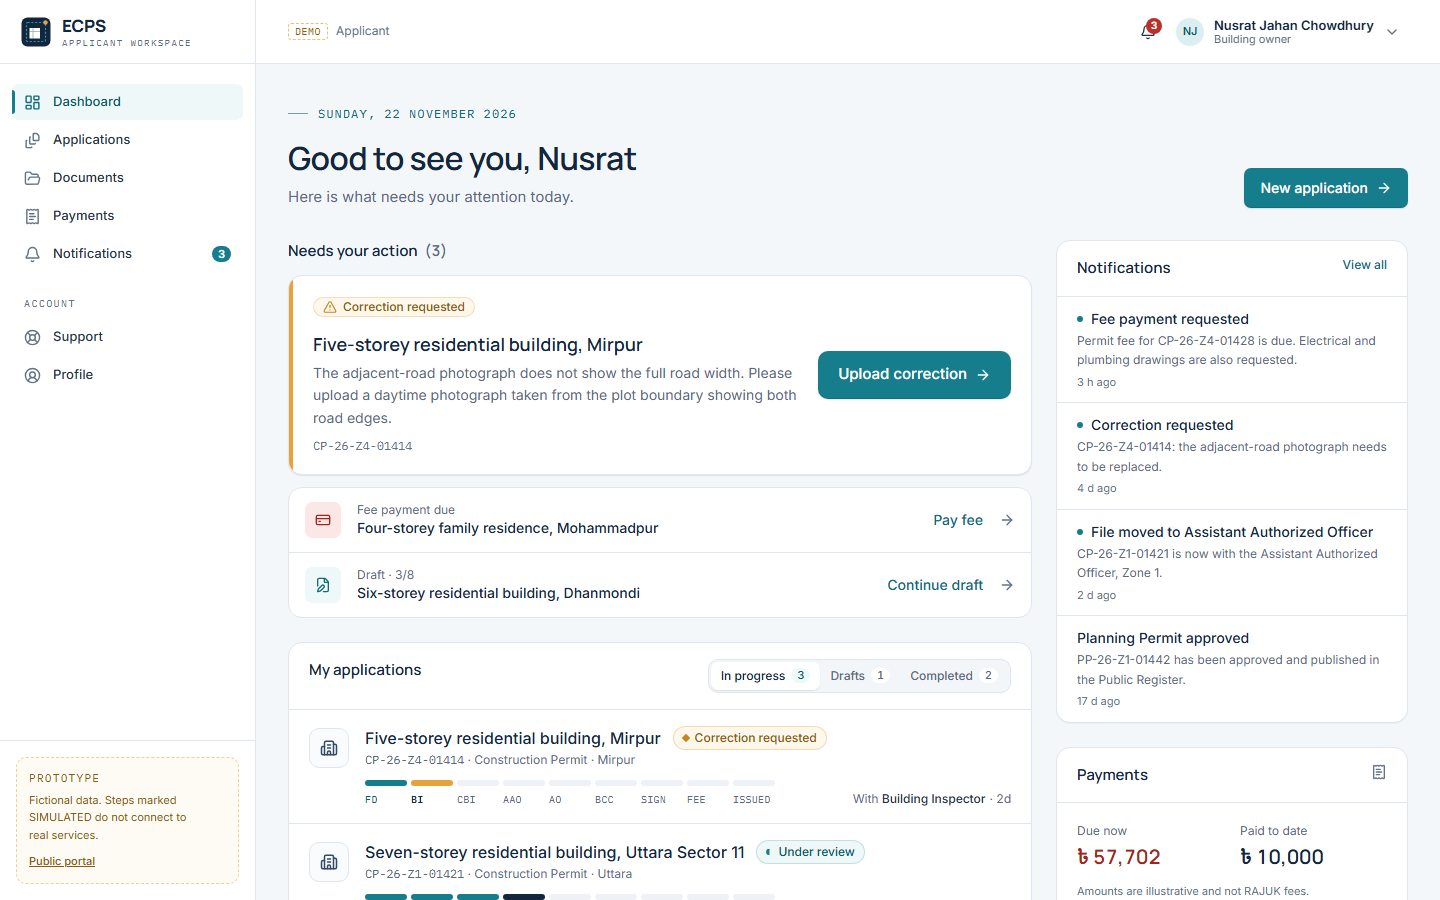 ECPS
APPLICANT WORKSPACE
DEMO
Applicant
3
NJ
Nusrat Jahan Chowdhury
Building owner
Dashboard
Applications
Documents
Payments
Notifications 3
ACCOUNT
Support
Profile
PROTOTYPE
Fictional data. Steps marked
SIMULATED do not connect to
real services.
Public portal
SUNDAY, 22 NOVEMBER 2026
Good to see you, Nusrat
Here is what needs your attention today.
New application
Needs your action (3)
Correction requested
Five-storey residential building, Mirpur
The adjacent-road photograph does not show the full road width. Please
upload a daytime photograph taken from the plot boundary showing both
road edges.
CP-26-Z4-01414
Upload correction
Fee payment due
Four-storey family residence, Mohammadpur
Pay fee
Draft · 3/8
Six-storey residential building, Dhanmondi
Continue draft
My applications
In progress 3
Drafts 1
Completed 2
Five-storey residential building, Mirpur
Correction requested
CP-26-Z4-01414 · Construction Permit · Mirpur
FD BI CBI AAO AO BCC SIGN FEE ISSUED
With Building Inspector · 2d
Seven-storey residential building, Uttara Sector 11
Under review
CP-26-Z1-01421 · Construction Permit · Uttara
Notifications
View all
Fee payment requested
Permit fee for CP-26-Z4-01428 is due. Electrical and
plumbing drawings are also requested.
3 h ago
Correction requested
CP-26-Z4-01414: the adjacent-road photograph needs
to be replaced.
4 d ago
File moved to Assistant Authorized Officer
CP-26-Z1-01421 is now with the Assistant Authorized
Officer, Zone 1.
2 d ago
Planning Permit approved
PP-26-Z1-01442 has been approved and published in
the Public Register.
17 d ago
Payments
Due now
৳ 57,702
Paid to date
৳ 10,000
Amounts are illustrative and not RAJUK fees.